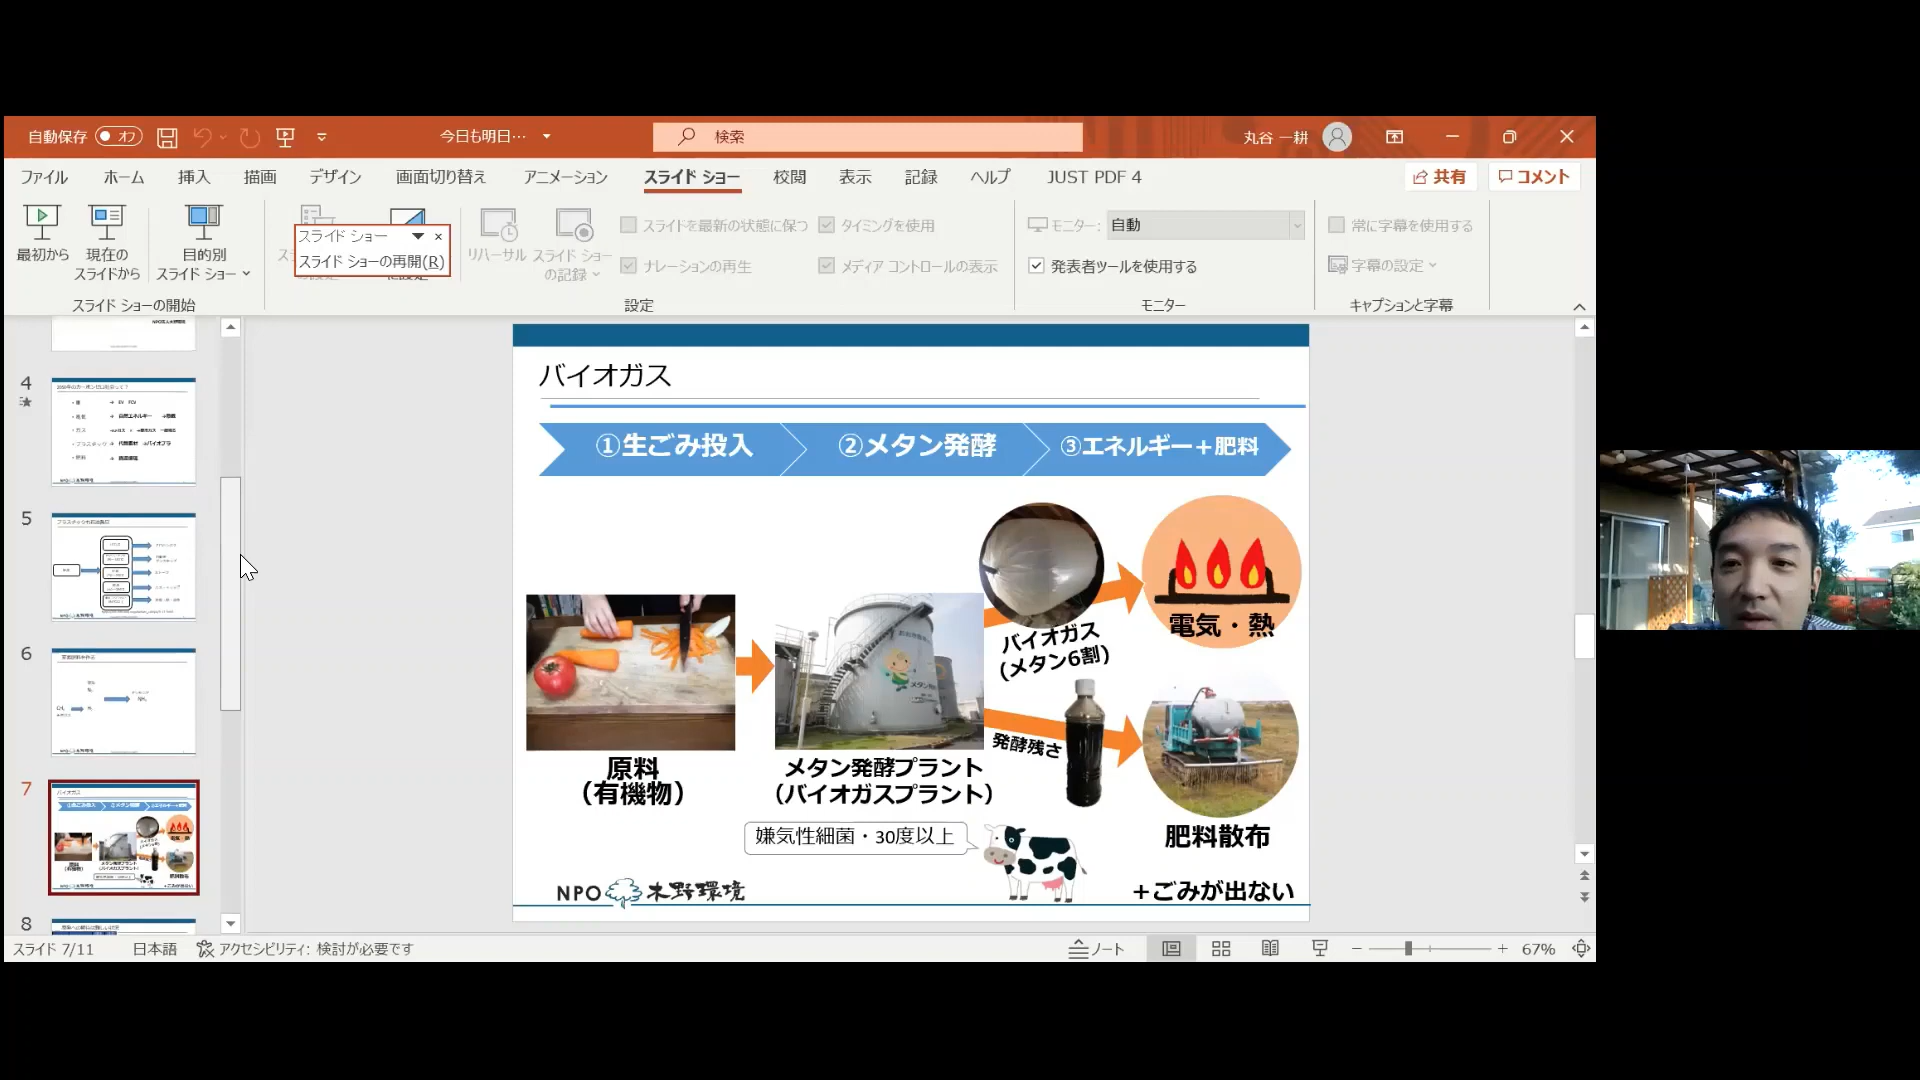 自動保存 オフ 今日も明日… 検索 丸谷 一耕
ファイル ホーム 挿入 描画 デザイン 画面切り替え アニメーション スライド ショー 校閲 表示 記録 ヘルプ JUST PDF 4 共有 コメント
最初から
現在の
スライドから
目的別
スライド ショー
スライド ショーの開始
スライド ショー
スライド ショーの再開(R)
リハーサル
スライド ショー
の記録
スライドを最新の状態に保つ
ナレーションの再生
タイミングを使用
メディア コントロールの表示
設定
モニター: 自動
発表者ツールを使用する
モニター
常に字幕を使用する
字幕の設定
キャプションと字幕
4
5
6
7
8
バイオガス
①生ごみ投入 ②メタン発酵 ③エネルギー＋肥料
電気・熱
バイオガス
(メタン6割)
発酵残さ
原料
（有機物）
メタン発酵プラント
（バイオガスプラント）
肥料散布
嫌気性細菌・30度以上
NPO 木野環境
＋ごみが出ない
スライド 7/11 日本語 アクセシビリティ: 検討が必要です ノート 67%